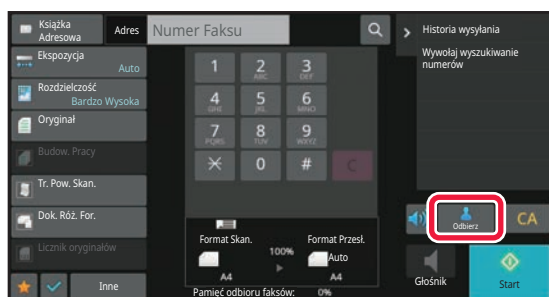 Książka
Adresowa
Adres
Numer Faksu
Historia wysyłania
Wywołaj wyszukiwanie
numerów
Ekspozycja
Auto
Rozdzielczość
Bardzo Wysoka
Oryginał
Budow. Pracy
Tr. Pow. Skan.
Dok. Róż. For.
Licznik oryginałów
Inne
1
2
ABC
3
DEF
4
GHI
5
JKL
6
MNO
7
PQRS
8
TUV
9
WXYZ
0
#
C
Format Skan.
100%
Format Przesł.
Auto
A4
A4
Pamięć odbioru faksów: 0%
Odbierz
CA
Głośnik
Start